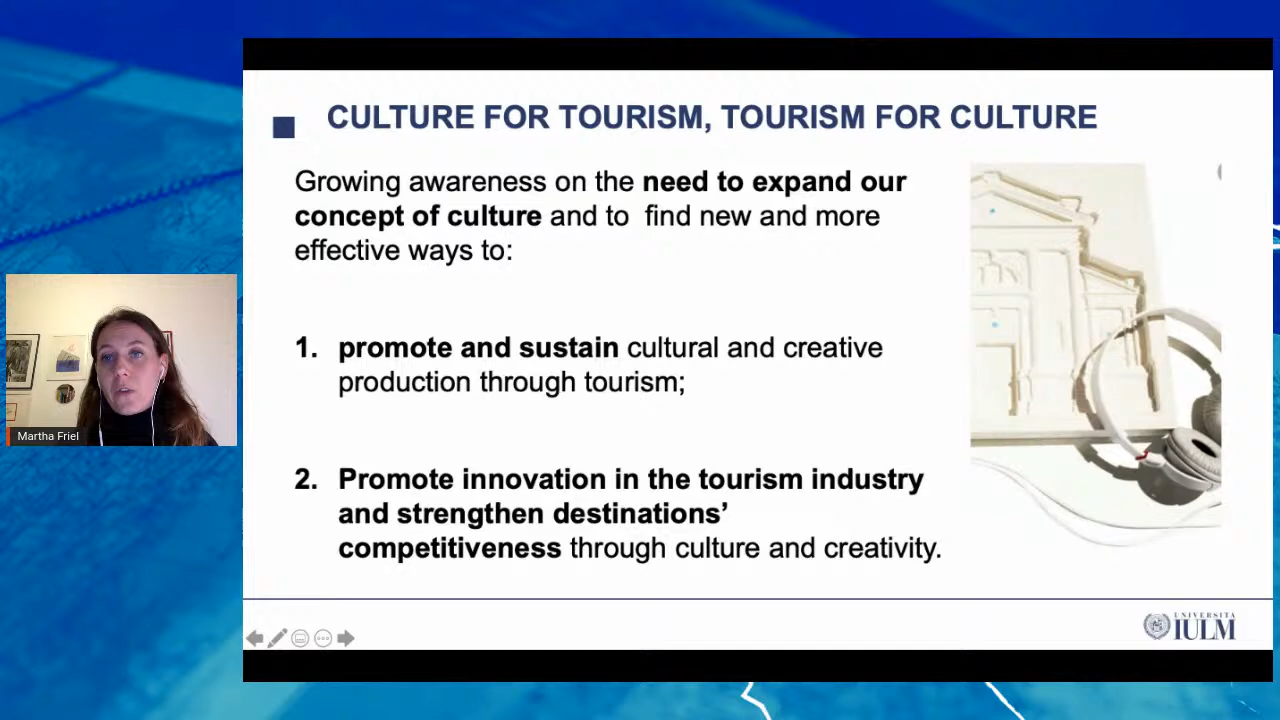 CULTURE FOR TOURISM, TOURISM FOR CULTURE
Growing awareness on the need to expand our
concept of culture and to find new and more
effective ways to:
1. promote and sustain cultural and creative
production through tourism;
2. Promote innovation in the tourism industry
and strengthen destinations’
competitiveness through culture and creativity.
Martha Friel
UNIVERSITÀ
IULM